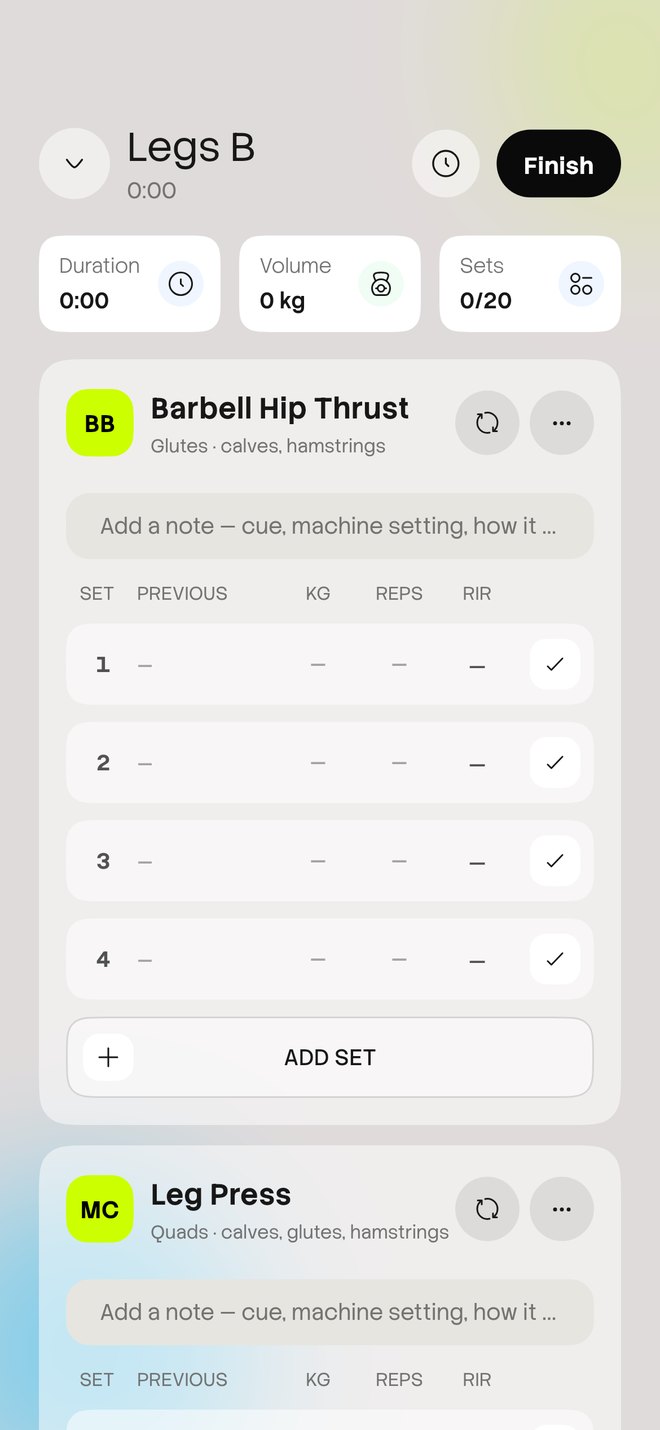 Legs B
0:00
Finish
Duration
0:00
Volume
0 kg
Sets
0/20
BB
Barbell Hip Thrust
Glutes · calves, hamstrings
Add a note – cue, machine setting, how it ...
SET PREVIOUS KG REPS RIR
1 – – – –
2 – – – –
3 – – – –
4 – – – –
ADD SET
MC
Leg Press
Quads · calves, glutes, hamstrings
Add a note – cue, machine setting, how it ...
SET PREVIOUS KG REPS RIR